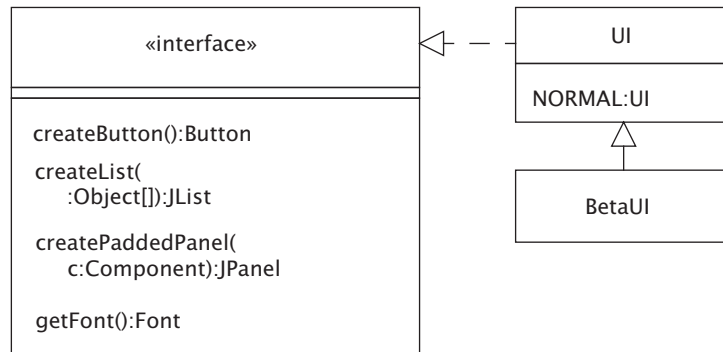 «interface»
createButton():Button
createList(
:Object[]):JList
createPaddedPanel(
c:Component):JPanel
getFont():Font
UI
NORMAL:UI
BetaUI